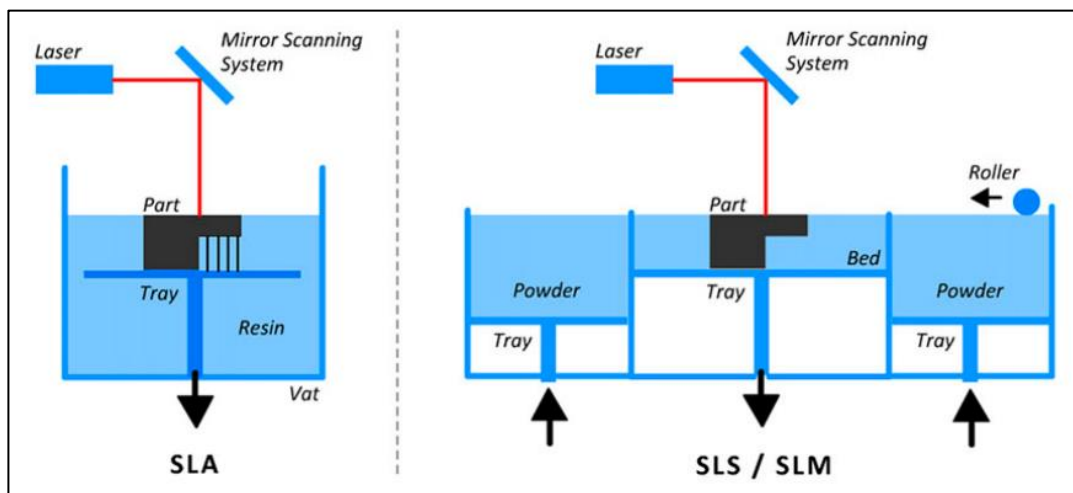 Laser
Mirror Scanning
System
Part
Tray
Resin
Vat
SLA
Laser
Mirror Scanning
System
Roller
Part
Bed
Powder
Tray
Powder
Tray
Tray
SLS / SLM